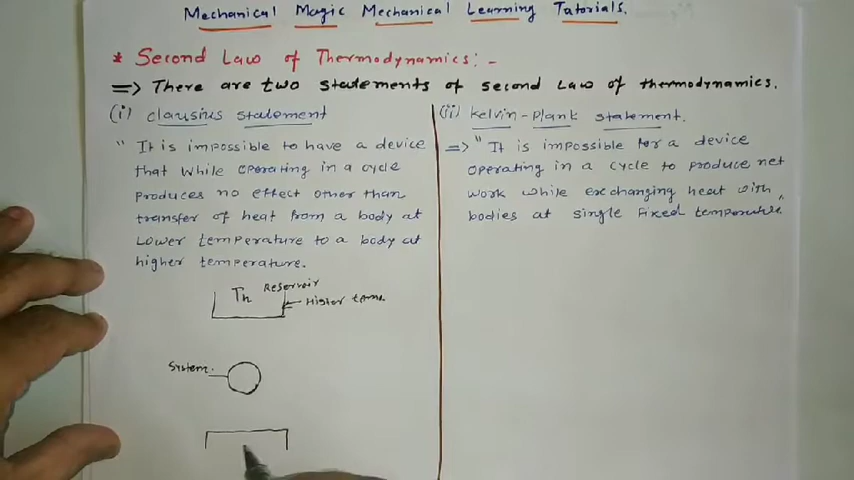 Mechanical Magic Mechanical Learning Tutorials.
* Second Law of Thermodynamics:-
=> There are two statements of second Law of thermodynamics.
(i) clausius statement
" It is impossible to have a device
that while operating in a cycle
produces no effect other than
transfer of heat from a body at
Lower temperature to a body at
higher temperature.
Th Reservoir
Higher temp.
System.
(ii) kelvin-plank statement.
=> " It is impossible for a device
operating in a cycle to produce net
work while exchanging heat with
bodies at single fixed temperature."